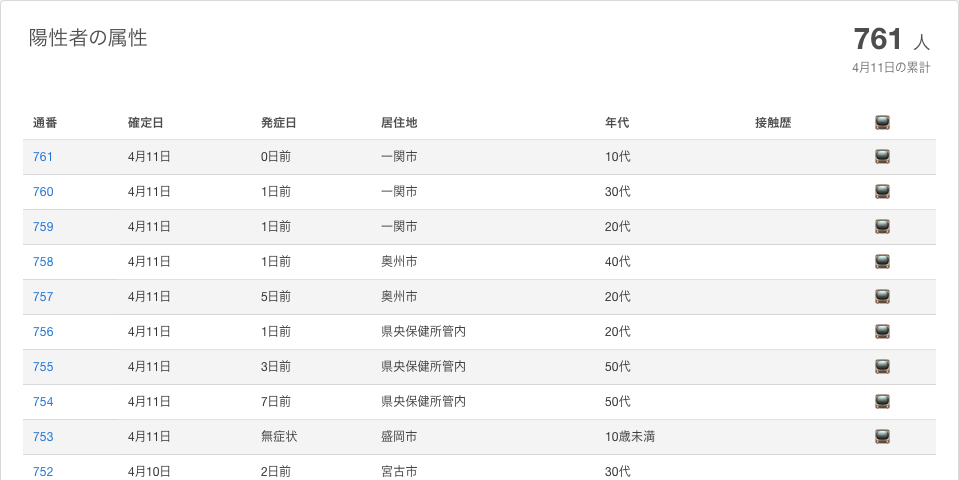 陽性者の属性
761 人
4月11日の累計
通番 確定日 発症日 居住地 年代 接触歴
761 4月11日 0日前 一関市 10代
760 4月11日 1日前 一関市 30代
759 4月11日 1日前 一関市 20代
758 4月11日 1日前 奥州市 40代
757 4月11日 5日前 奥州市 20代
756 4月11日 1日前 県央保健所管内 20代
755 4月11日 3日前 県央保健所管内 50代
754 4月11日 7日前 県央保健所管内 50代
753 4月11日 無症状 盛岡市 10歳未満
752 4月10日 2日前 宮古市 30代